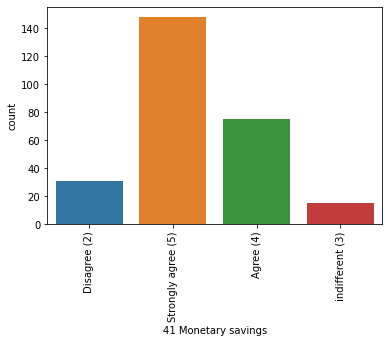 140
120
100
80
60
40
20
0
count
Disagree (2)
Strongly agree (5)
Agree (4)
indifferent (3)
41 Monetary savings